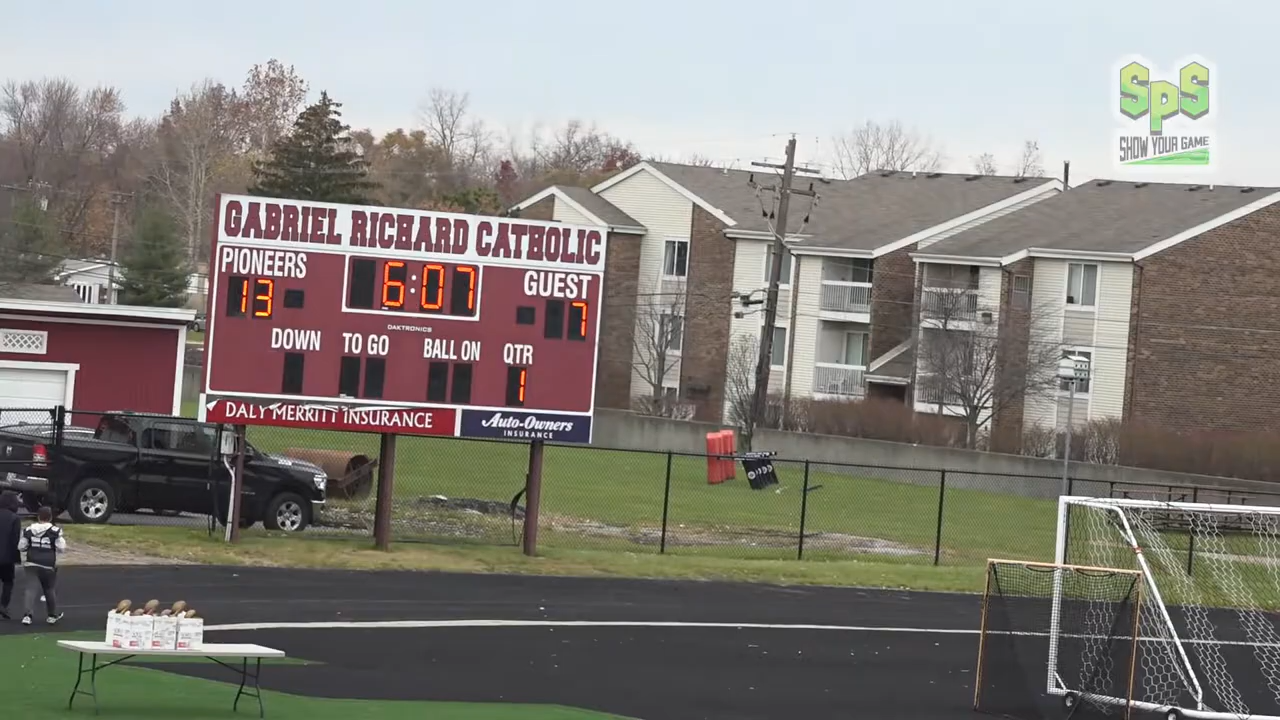 SPS
SHOW YOUR GAME
GABRIEL RICHARD CATHOLIC
PIONEERS
6:07
GUEST
13
7
DAKTRONICS
DOWN
TO GO
BALL ON
QTR
1
DALY MERRITT INSURANCE
Auto-Owners
INSURANCE